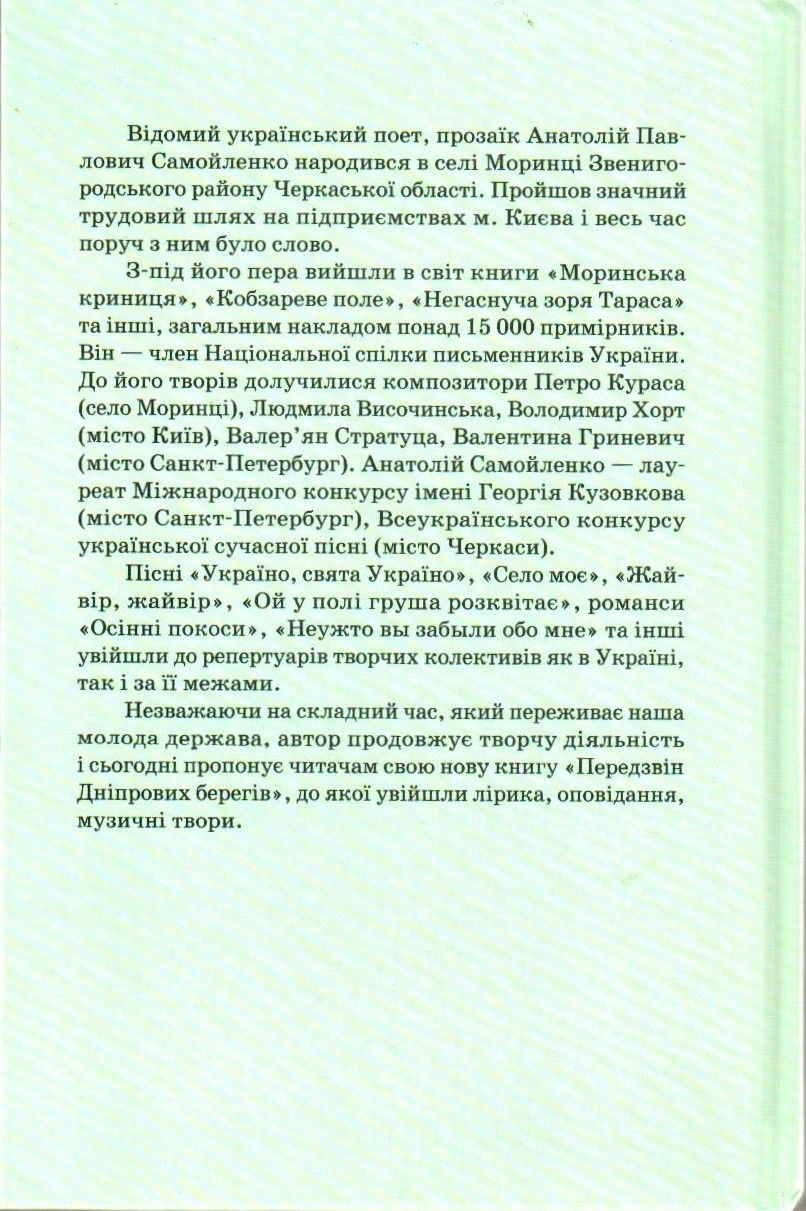 Відомий український поет, прозаїк Анатолій Пав-
лович Самойленко народився в селі Моринці Звениго-
родського району Черкаської області. Пройшов значний
трудовий шлях на підприємствах м. Києва і весь час
поруч з ним було слово.
З-під його пера вийшли в світ книги «Моринська
криниця», «Кобзареве поле», «Негаснуча зоря Тараса»
та інші, загальним накладом понад 15 000 примірників.
Він — член Національної спілки письменників України.
До його творів долучилися композитори Петро Кураса
(село Моринці), Людмила Височинська, Володимир Хорт
(місто Київ), Валер’ян Стратуца, Валентина Гриневич
(місто Санкт-Петербург). Анатолій Самойленко — лау-
реат Міжнародного конкурсу імені Георгія Кузовкова
(місто Санкт-Петербург), Всеукраїнського конкурсу
української сучасної пісні (місто Черкаси).
Пісні «Україно, свята Україно», «Село моє», «Жай-
вір, жайвір», «Ой у полі груша розквітає», романси
«Осінні покоси», «Неужто вы забыли обо мне» та інші
увійшли до репертуарів творчих колективів як в Україні,
так і за її межами.
Незважаючи на складний час, який переживає наша
молода держава, автор продовжує творчу діяльність
і сьогодні пропонує читачам свою нову книгу «Передзвін
Дніпрових берегів», до якої увійшли лірика, оповідання,
музичні твори.